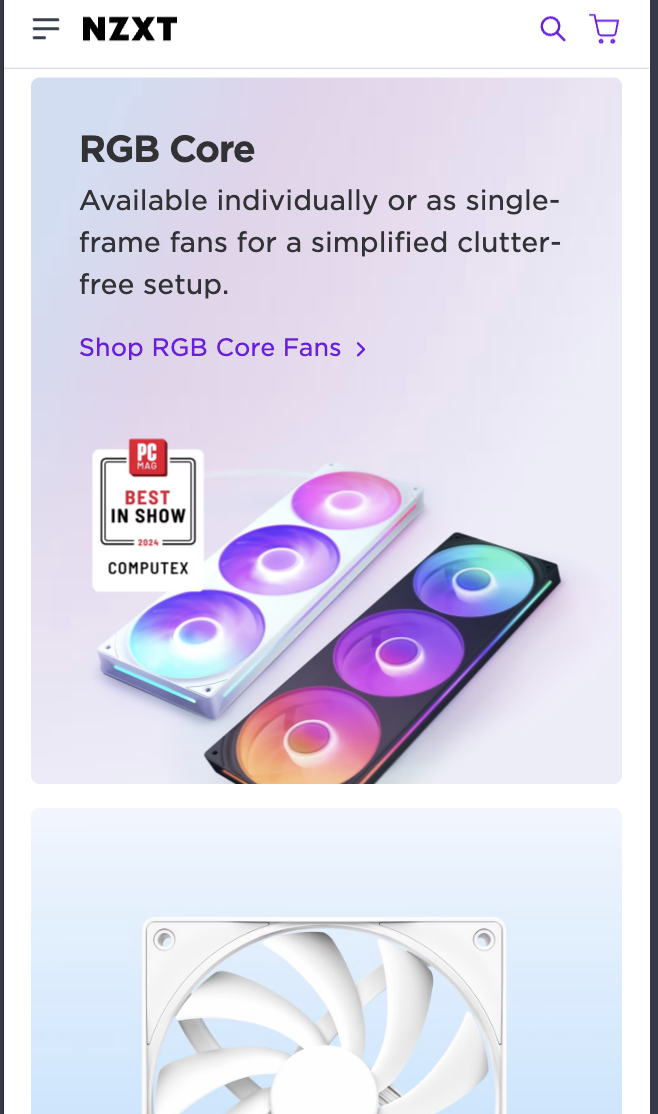 NZXT
RGB Core
Available individually or as single-
frame fans for a simplified clutter-
free setup.
Shop RGB Core Fans
PC
MAG
BEST
IN SHOW
2024
COMPUTEX